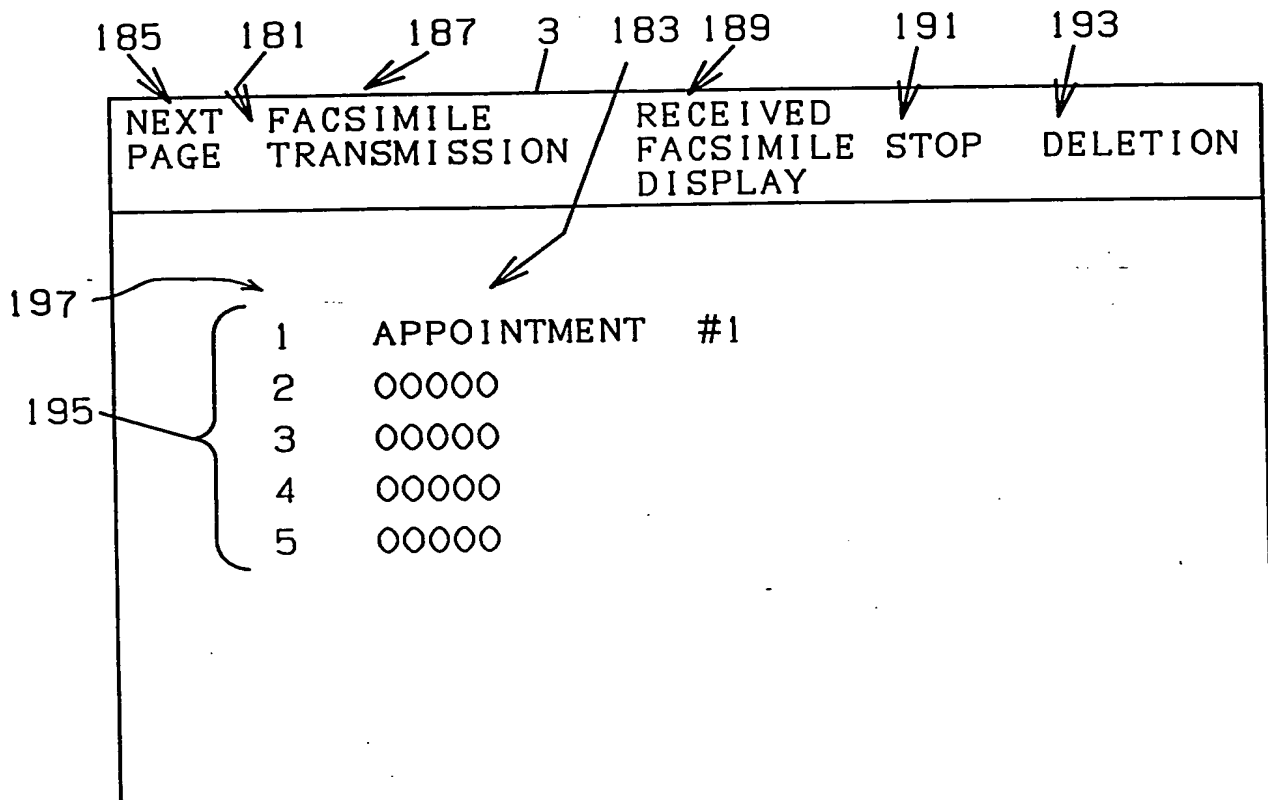 185 181 187 3 183 189 191 193
NEXT PAGE
FACSIMILE TRANSMISSION
RECEIVED FACSIMILE DISPLAY
STOP
DELETION
197
195
1 APPOINTMENT #1
2 OOOOO
3 OOOOO
4 OOOOO
5 OOOOO